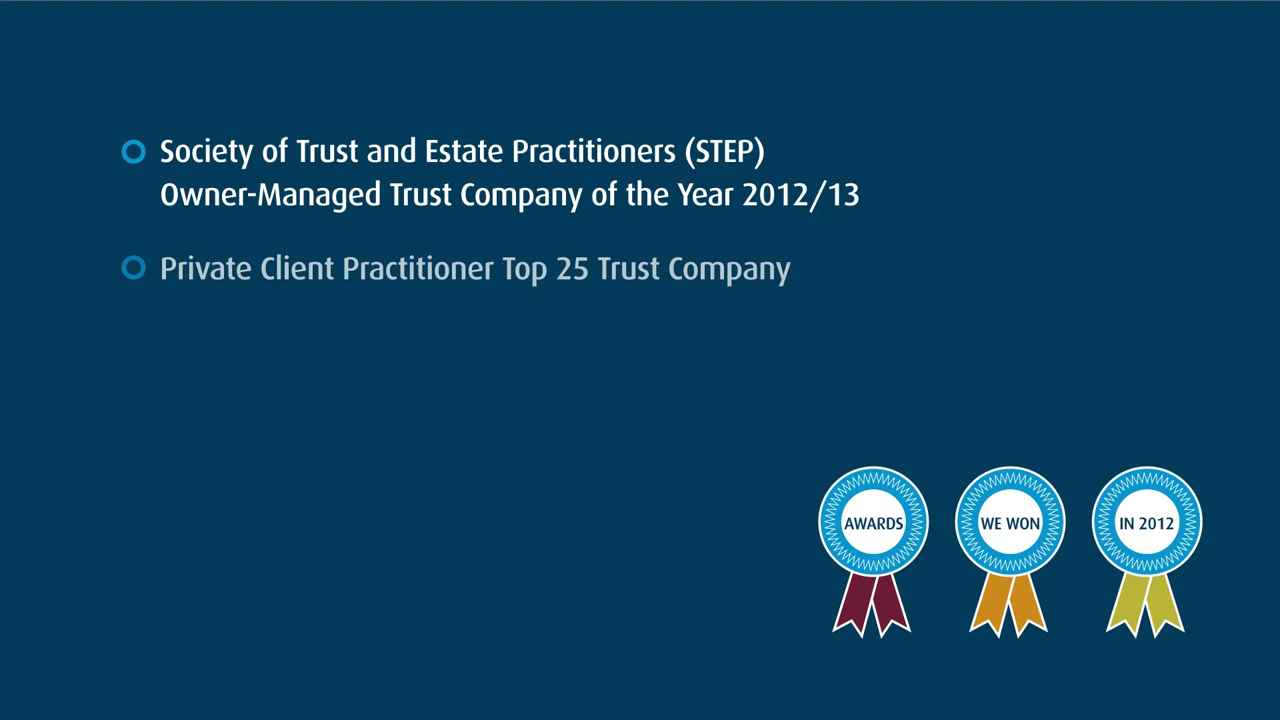 Society of Trust and Estate Practitioners (STEP)
Owner-Managed Trust Company of the Year 2012/13
Private Client Practitioner Top 25 Trust Company
AWARDS
WE WON
IN 2012